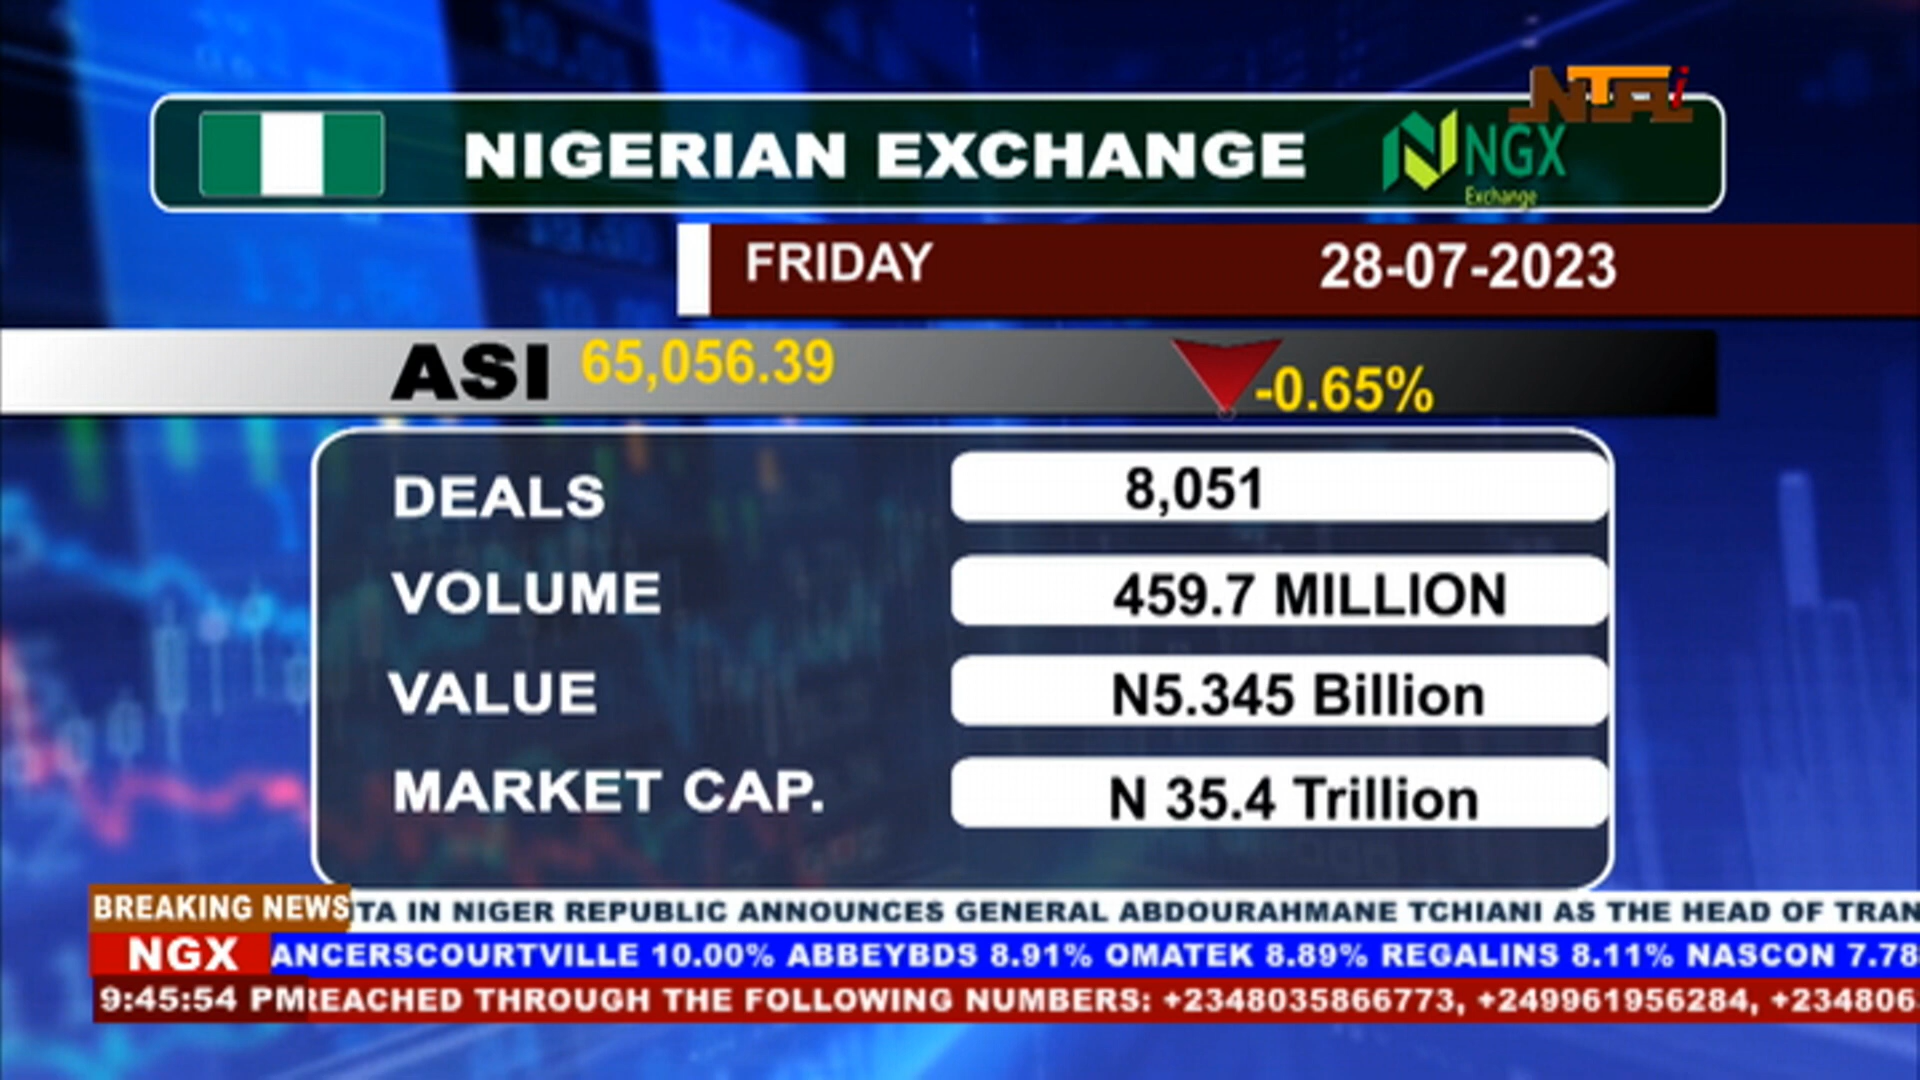 NTAi
NIGERIAN EXCHANGE
NGX
Exchange
FRIDAY 28-07-2023
ASI 65,056.39 -0.65%
DEALS 8,051
VOLUME 459.7 MILLION
VALUE N5.345 Billion
MARKET CAP. N 35.4 Trillion
BREAKING NEWS TA IN NIGER REPUBLIC ANNOUNCES GENERAL ABDOURAHMANE TCHIANI AS THE HEAD OF TRAN
NGX ANCERSCOURTVILLE 10.00% ABBEYBDS 8.91% OMATEK 8.89% REGALINS 8.11% NASCON 7.78
9:45:54 PM REACHED THROUGH THE FOLLOWING NUMBERS: +2348035866773, +249961956284, +234806